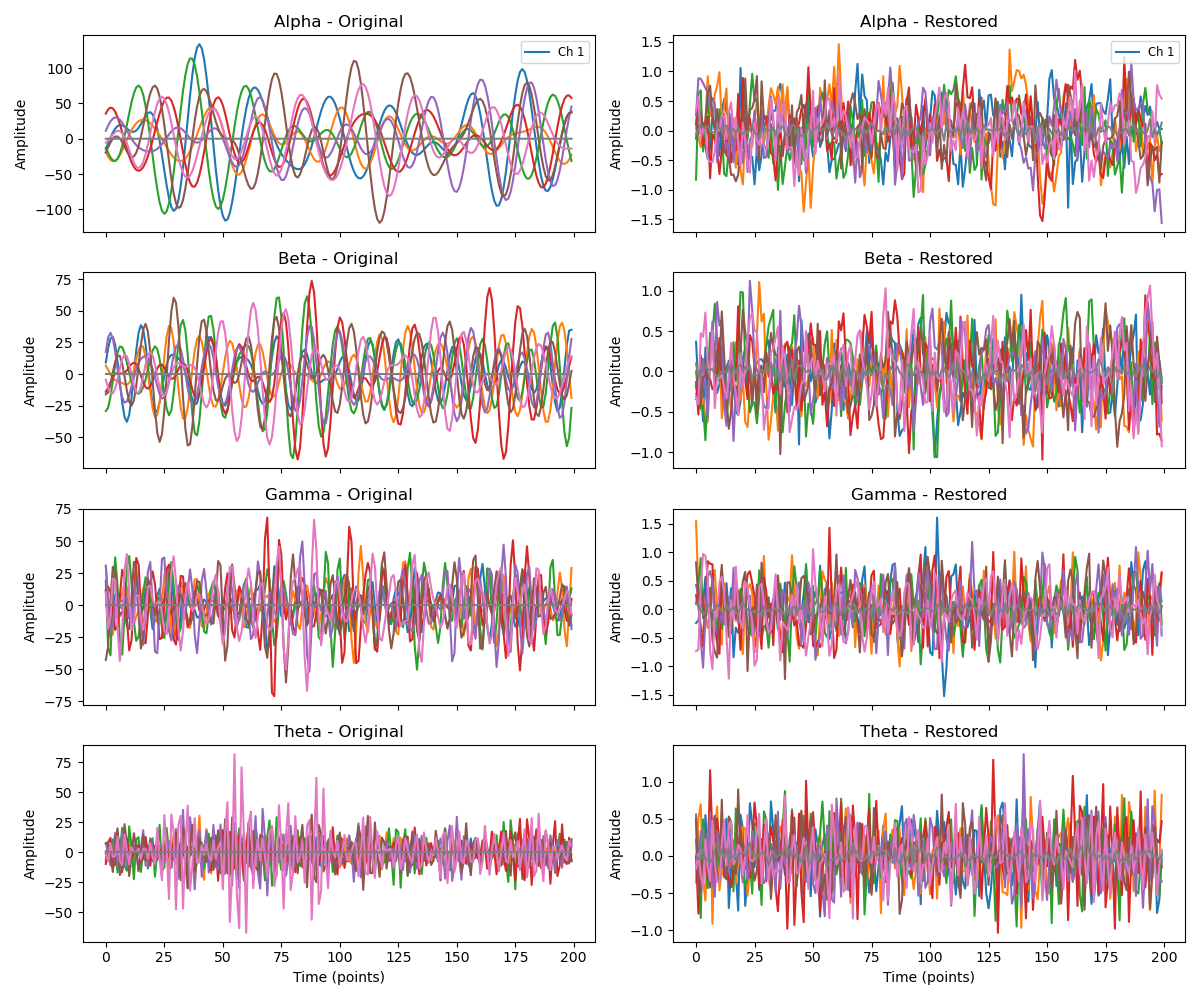 Alpha - Original
Amplitude
100
50
0
−50
−100
Ch 1
Alpha - Restored
Amplitude
1.5
1.0
0.5
0.0
−0.5
−1.0
−1.5
Ch 1
Beta - Original
Amplitude
75
50
25
0
−25
−50
Beta - Restored
Amplitude
1.0
0.5
0.0
−0.5
−1.0
Gamma - Original
Amplitude
75
50
25
0
−25
−50
−75
Gamma - Restored
Amplitude
1.5
1.0
0.5
0.0
−0.5
−1.0
−1.5
Theta - Original
Amplitude
75
50
25
0
−25
−50
0 25 50 75 100 125 150 175 200
Time (points)
Theta - Restored
Amplitude
1.0
0.5
0.0
−0.5
−1.0
0 25 50 75 100 125 150 175 200
Time (points)